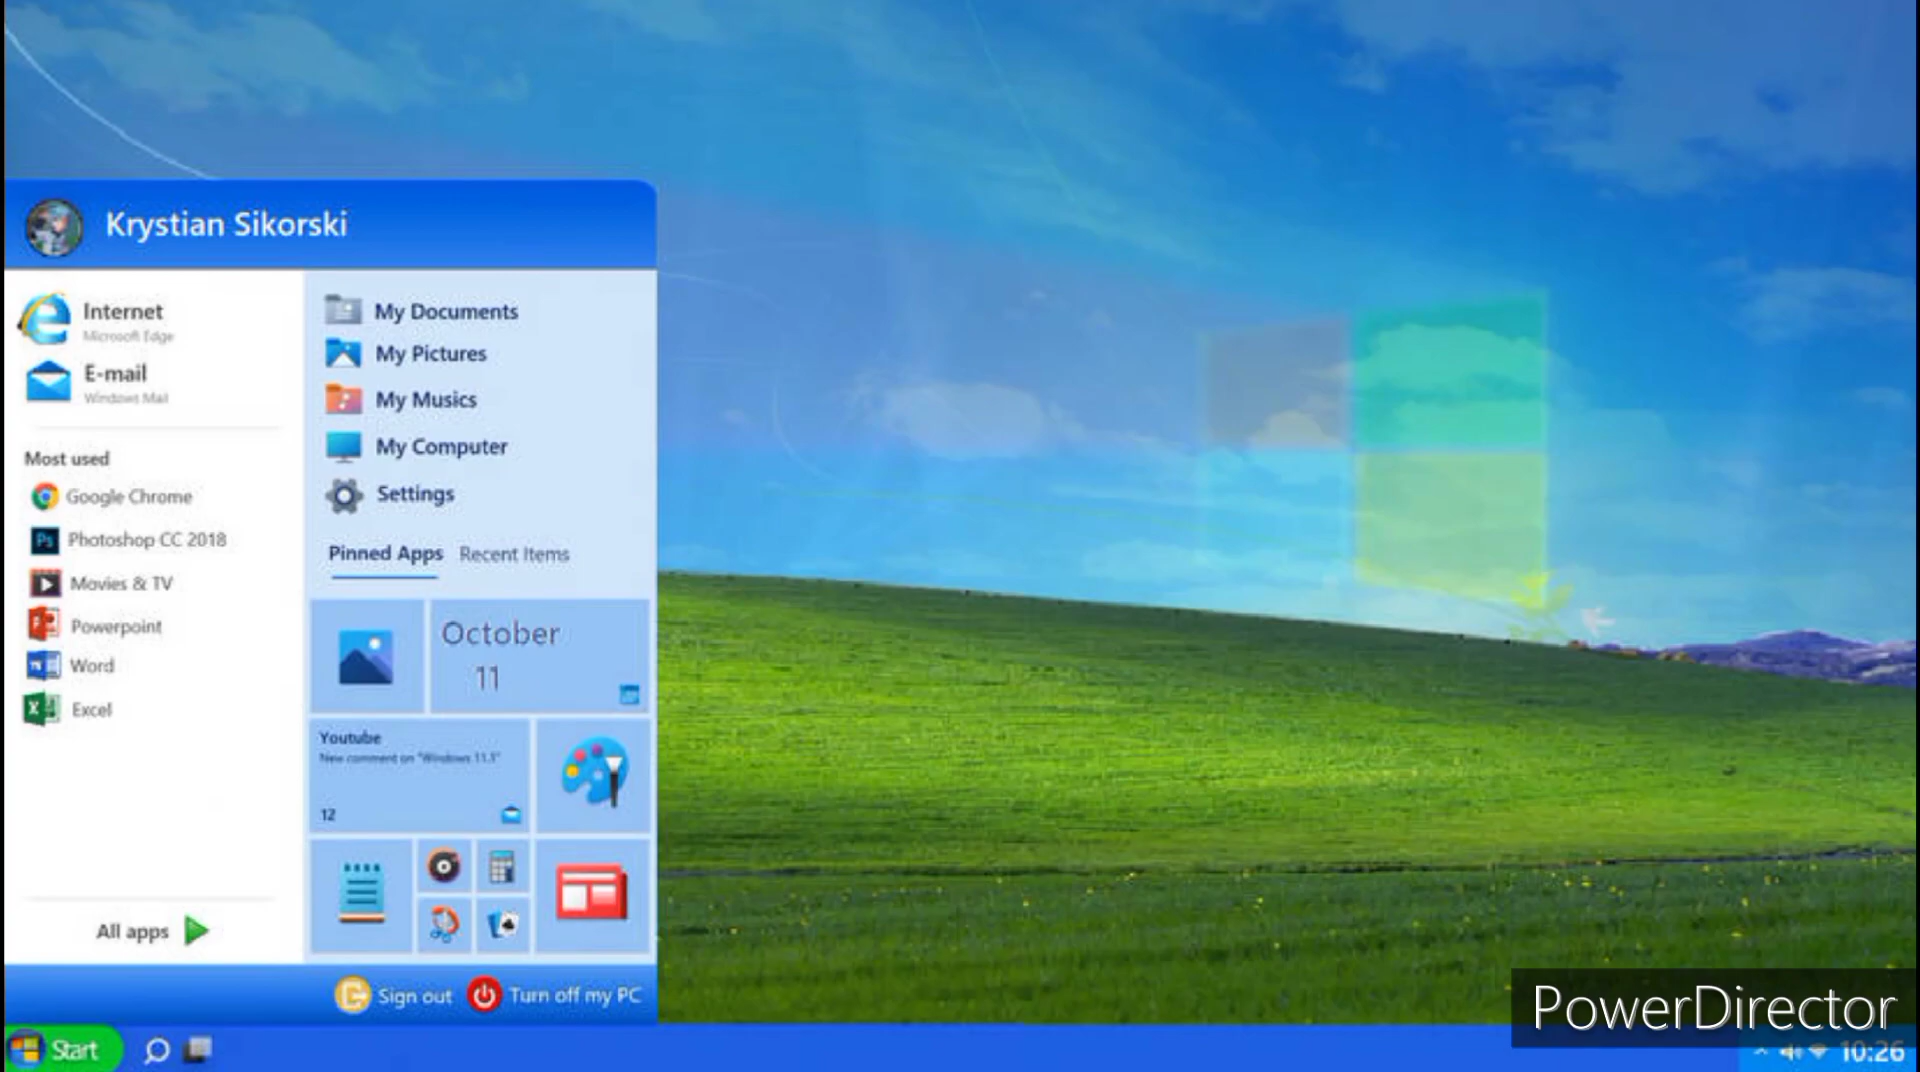 Krystian Sikorski
Internet
Microsoft Edge
E-mail
Windows Mail
Most used
Google Chrome
Ps Photoshop CC 2018
Movies & TV
Powerpoint
Word
Excel
All apps
My Documents
My Pictures
My Musics
My Computer
Settings
Pinned Apps Recent Items
October
11
Youtube
New comment on "Windows 11.1"
12
Sign out Turn off my PC
Start
PowerDirector
10:26